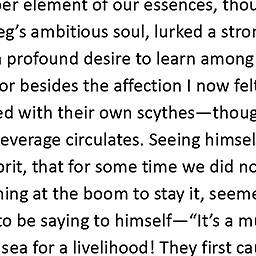 per element of our essences, thou
eg’s ambitious soul, lurked a stron
profound desire to learn among
or besides the affection I now felt
ed with their own scythes—thoug
everage circulates. Seeing himsel
prit, that for some time we did no
ning at the boom to stay it, seeme
to be saying to himself—“It’s a mu
sea for a livelihood! They first cau